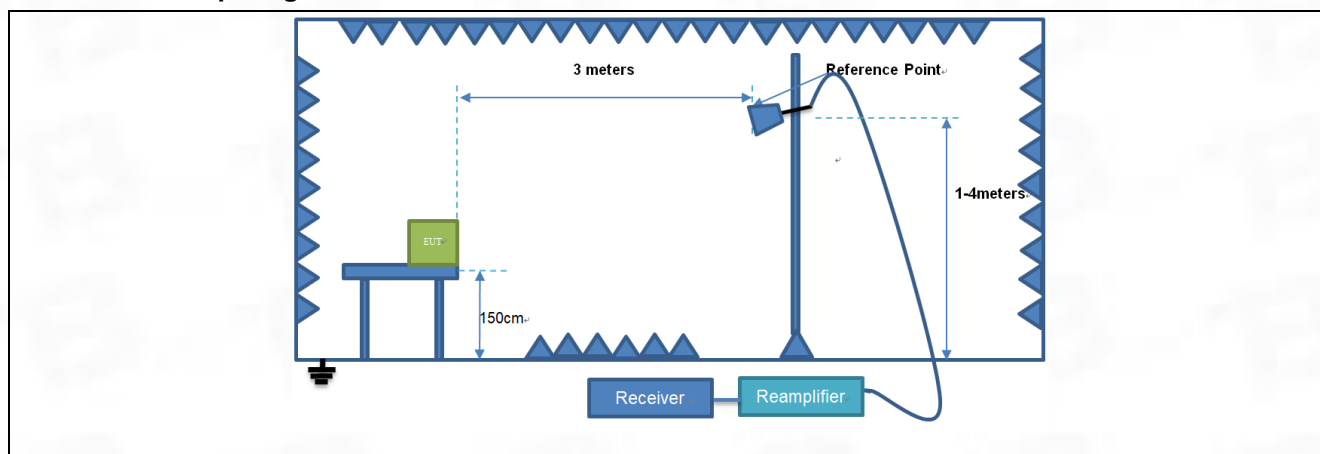 3 meters
Reference Point
1-4meters
EUT
150cm
Receiver
Reamplifier